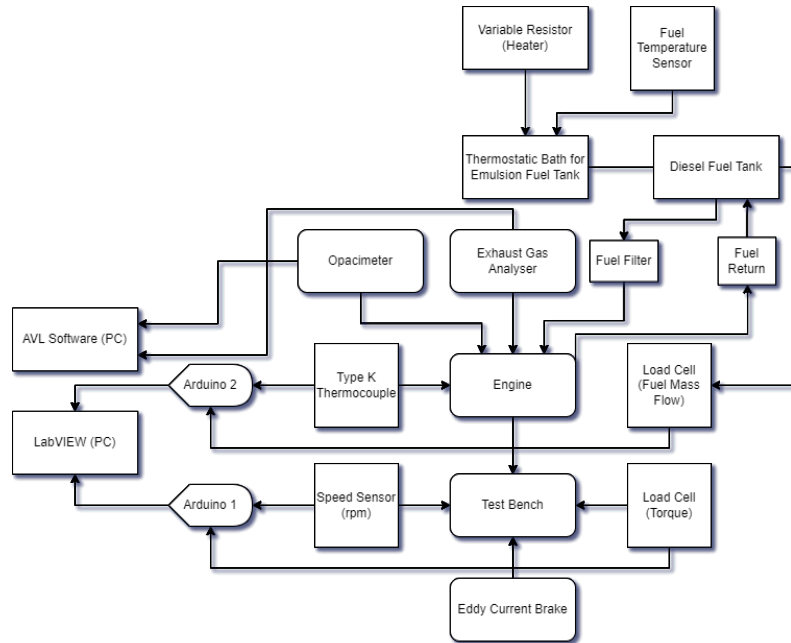 Variable Resistor
(Heater)
Fuel
Temperature
Sensor
Thermostatic Bath for
Emulsion Fuel Tank
Diesel Fuel Tank
Opacimeter
Exhaust Gas
Analyser
Fuel Filter
Fuel
Return
AVL Software (PC)
Arduino 2
Type K
Thermocouple
Engine
Load Cell
(Fuel Mass
Flow)
LabVIEW (PC)
Arduino 1
Speed Sensor
(rpm)
Test Bench
Load Cell
(Torque)
Eddy Current Brake